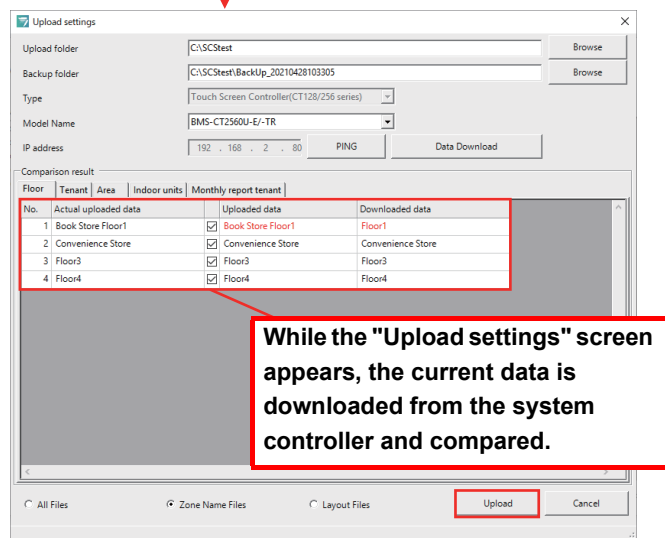 Upload settings
Upload folder C:\SCStest Browse
Backup folder C:\SCStest\BackUp_20210428103305 Browse
Type Touch Screen Controller(CT128/256 series)
Model Name BMS-CT2560U-E/-TR
IP address 192 . 168 . 2 . 80 PING Data Download
Comparison result
Floor Tenant Area Indoor units Monthly report tenant
No. Actual uploaded data Uploaded data Downloaded data
1 Book Store Floor1 Book Store Floor1 Floor1
2 Convenience Store Convenience Store Convenience Store
3 Floor3 Floor3 Floor3
4 Floor4 Floor4 Floor4
While the "Upload settings" screen
appears, the current data is
downloaded from the system
controller and compared.
All Files Zone Name Files Layout Files Upload Cancel